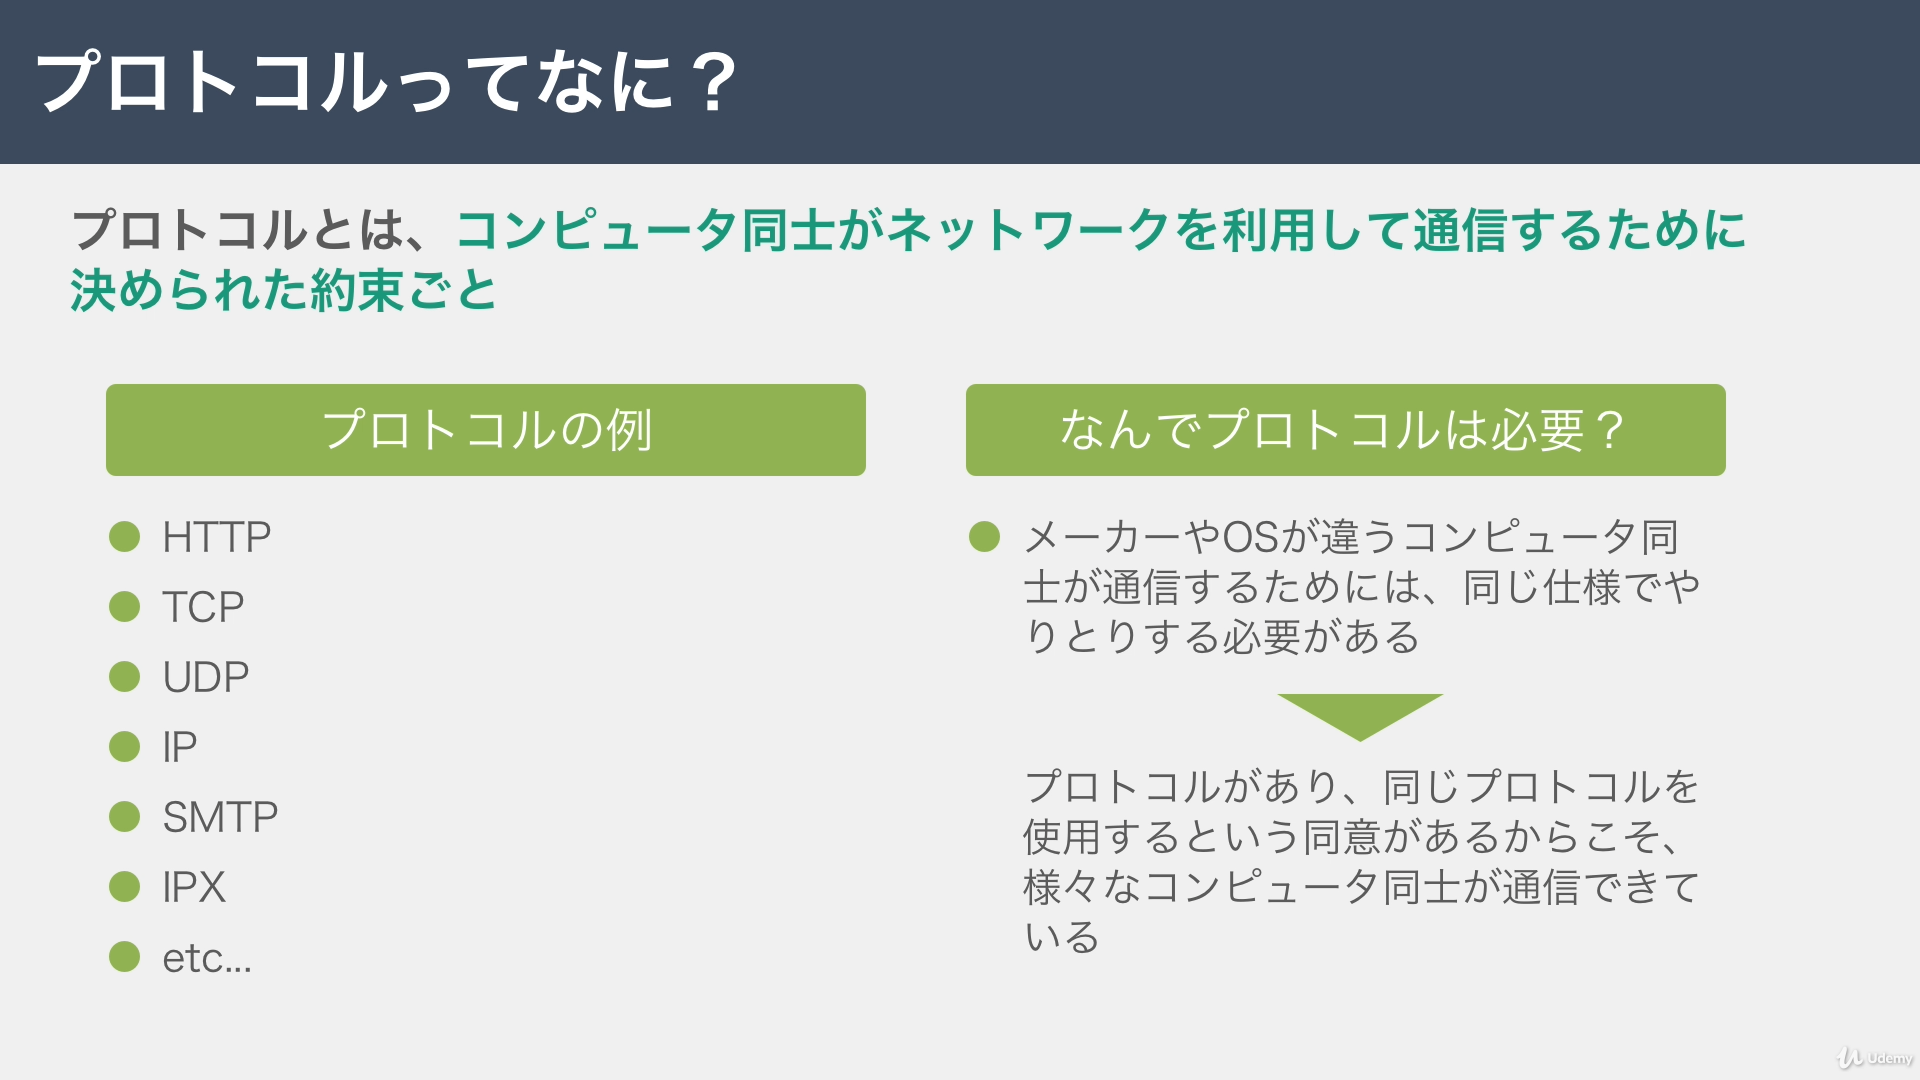 プロトコルってなに？
プロトコルとは、コンピュータ同士がネットワークを利用して通信するために
決められた約束ごと
プロトコルの例
HTTP
TCP
UDP
IP
SMTP
IPX
etc...
なんでプロトコルは必要？
メーカーやOSが違うコンピュータ同
士が通信するためには、同じ仕様でや
りとりする必要がある
プロトコルがあり、同じプロトコルを
使用するという同意があるからこそ、
様々なコンピュータ同士が通信できて
いる
Udemy